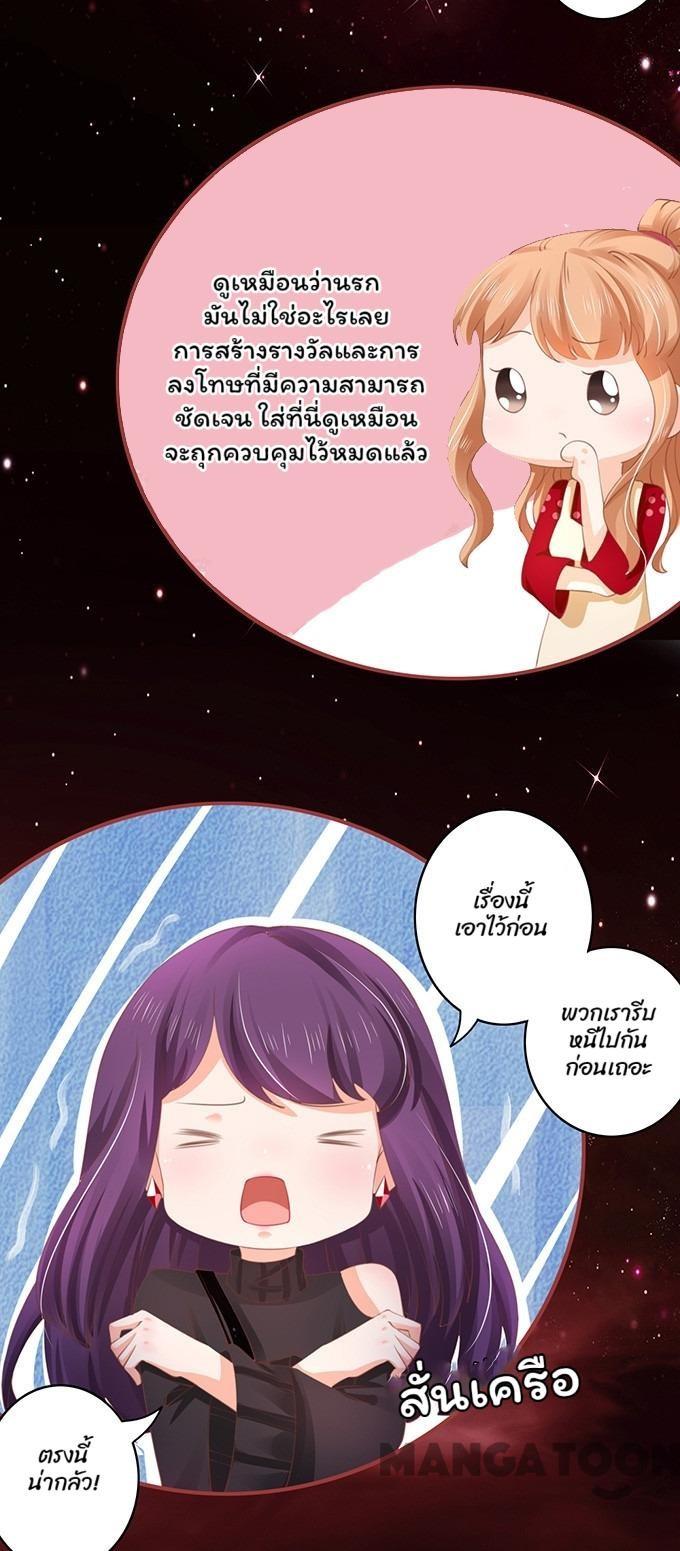 ดูเหมือนว่านรก
มันไม่ใช่อะไรเลย
การสร้างรางวัลและการ
ลงโทษที่มีความสามารถ
ชัดเจน ใส่ที่นี่ดูเหมือน
จะถูกควบคุมไว้หมดแล้ว
เรื่องนี้
เอาไว้ก่อน
พวกเรารีบ
หนีไปกัน
ก่อนเถอะ
สั่นเครือ
MANGATOON
ตรงนี้
น่ากลัว!